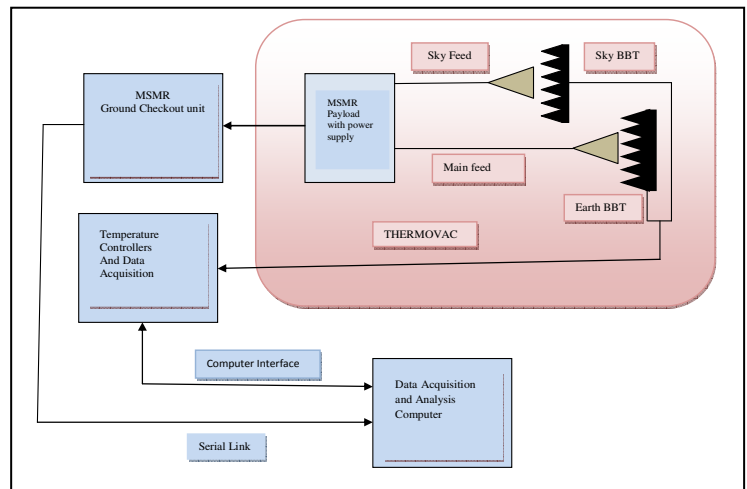 Sky Feed
Sky BBT
MSMR
Ground Checkout unit
MSMR
Payload
with power
supply
Main feed
Earth BBT
THERMOVAC
Temperature
Controllers
And Data
Acquisition
Computer Interface
Data Acquisition
and Analysis
Computer
Serial Link